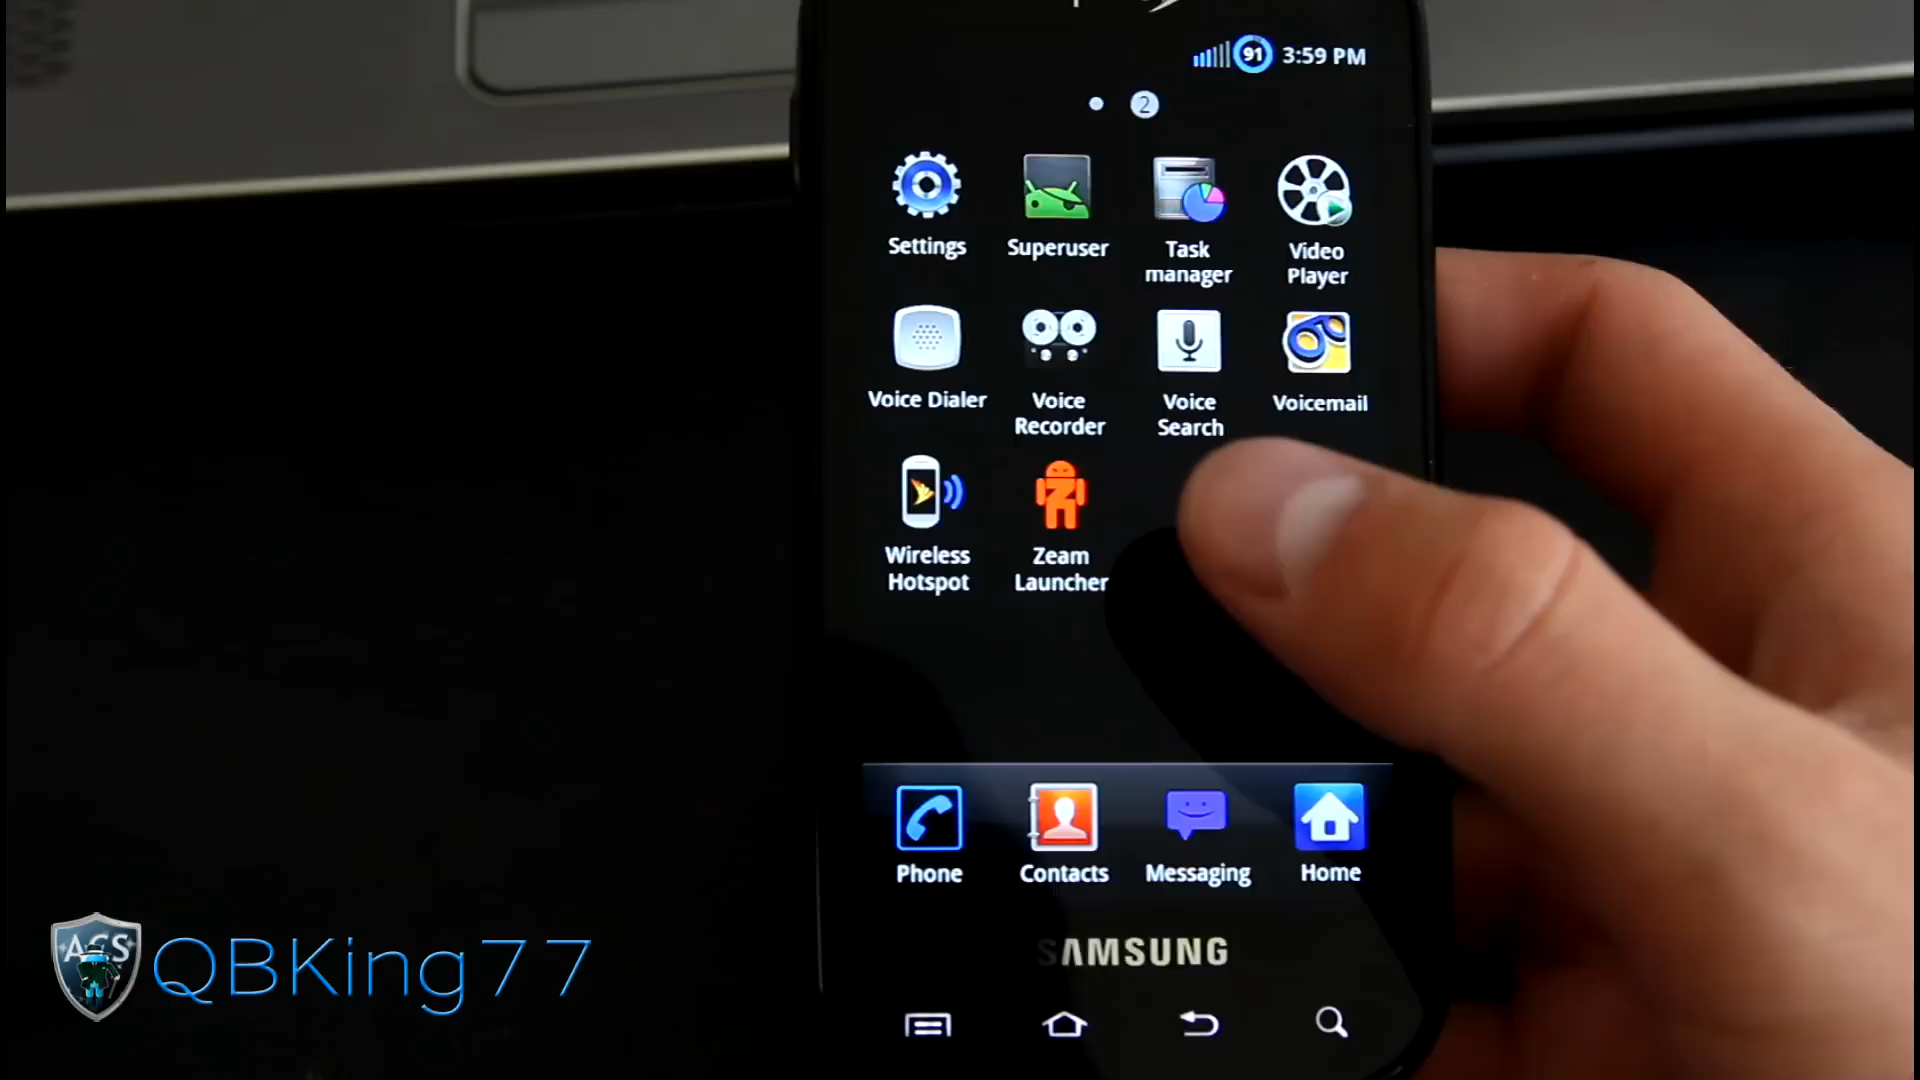 91 3:59 PM
2
Settings Superuser Task manager Video Player
Voice Dialer Voice Recorder Voice Search Voicemail
Wireless Hotspot Zeam Launcher
Phone Contacts Messaging Home
SAMSUNG
ACS QBKing77